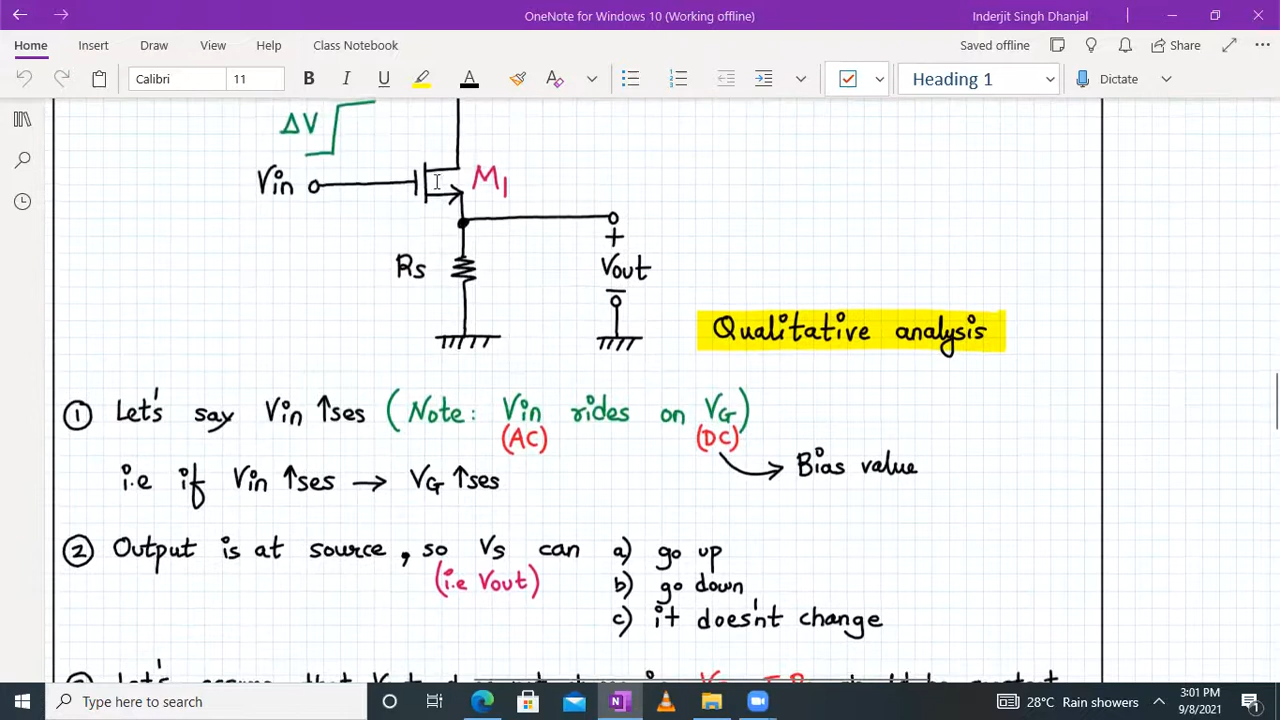 OneNote for Windows 10 (Working offline)
Inderjit Singh Dhanjal
Home Insert Draw View Help Class Notebook
Saved offline
Share
Calibri 11 B I U A Heading 1 Dictate
ΔV
Vin
M1
Rs
+
Vout
–
Qualitative analysis
① Let's say Vin ↑ses (Note: Vin rides on VG)
(AC) (DC)
Bias value
i.e if Vin ↑ses → VG ↑ses
② Output is at source, so Vs can a) go up
(i.e Vout) b) go down
c) it does'nt change
Type here to search
28°C Rain showers
3:01 PM
9/8/2021
1